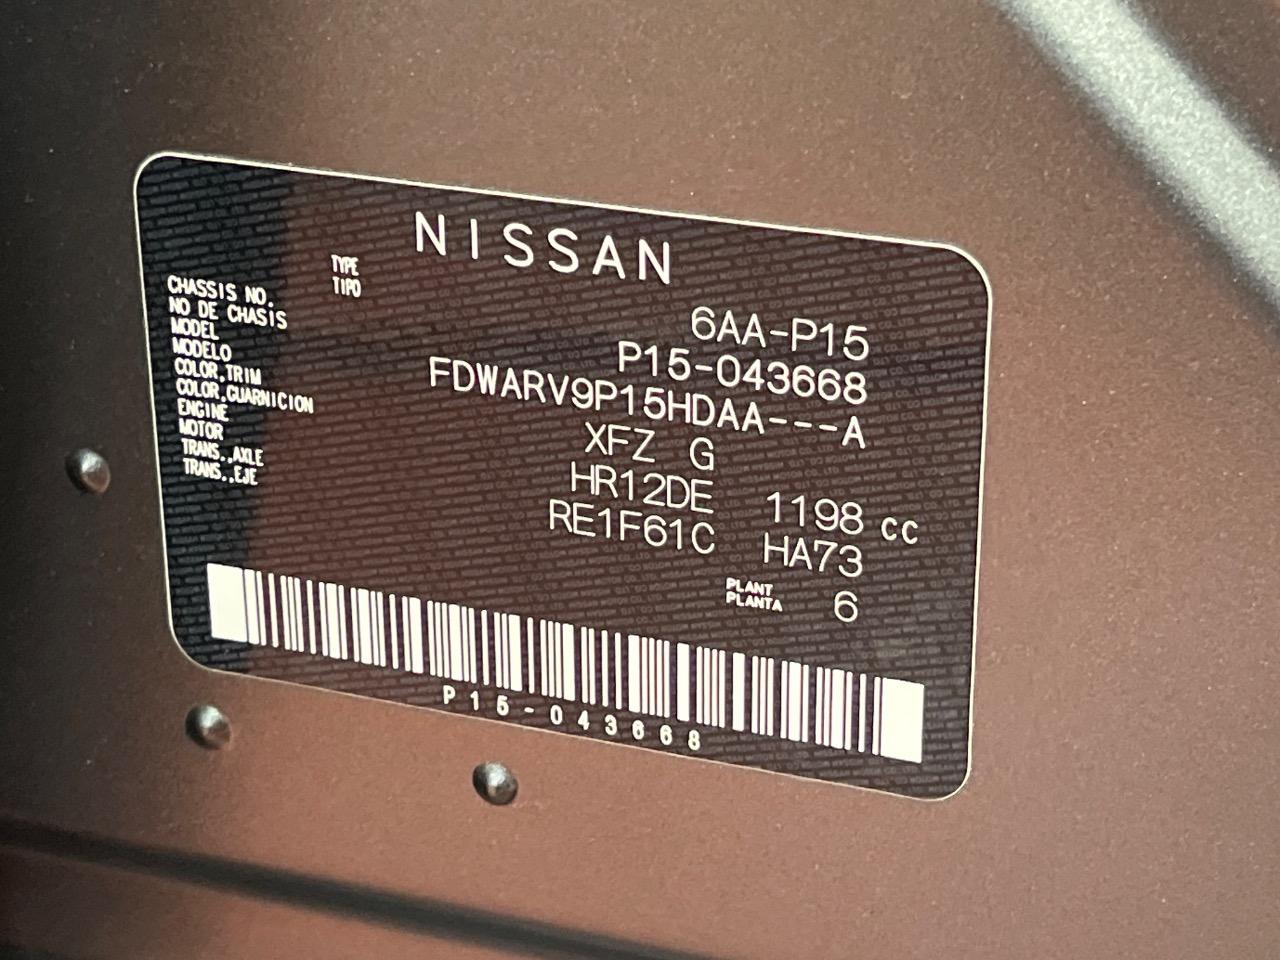 NISSAN
TYPE
TIPO
6AA-P15
CHASSIS NO.
NO DE CHASIS
P15-043668
MODEL
MODELO
FDWARV9P15HDAA---A
COLOR,TRIM
COLOR,GUARNICION
XFZ G
ENGINE
MOTOR
HR12DE 1198 cc
TRANS.,AXLE
TRANS.,EJE
RE1F61C HA73
PLANT
PLANTA
6
P15-043668